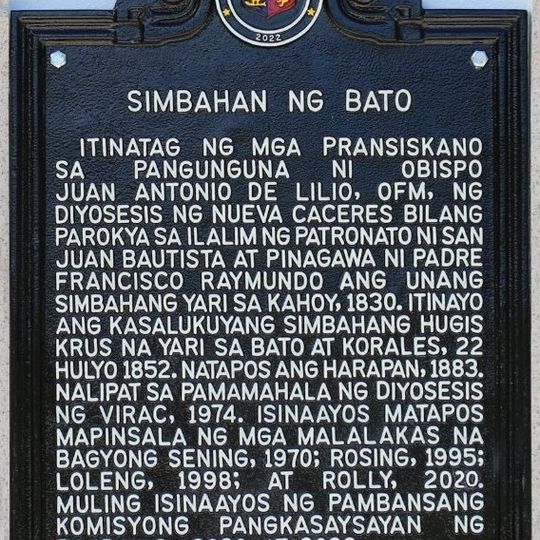 2022
SIMBAHAN NG BATO
ITINATAG NG MGA PRANSISKANO
SA PANGUNGUNA NI OBISPO
JUAN ANTONIO DE LILIO, OFM, NG
DIYOSESIS NG NUEVA CACERES BILANG
PAROKYA SA ILALIM NG PATRONATO NI SAN
JUAN BAUTISTA AT PINAGAWA NI PADRE
FRANCISCO RAYMUNDO ANG UNANG
SIMBAHANG YARI SA KAHOY, 1830. ITINAYO
ANG KASALUKUYANG SIMBAHANG HUGIS
KRUS NA YARI SA BATO AT KORALES, 22
HULYO 1852. NATAPOS ANG HARAPAN, 1883.
NALIPAT SA PAMAMAHALA NG DIYOSESIS
NG VIRAC, 1974. ISINAAYOS MATAPOS
MAPINSALA NG MGA MALALAKAS NA
BAGYONG SENING, 1970; ROSING, 1995;
LOLENG, 1998; AT ROLLY, 2020.
MULING ISINAAYOS NG PAMBANSANG
KOMISYONG PANGKASAYSAYAN NG